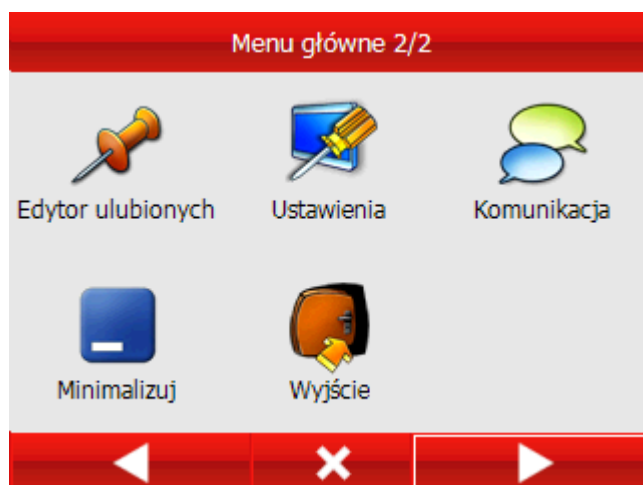 Menu główne 2/2
Edytor ulubionych
Ustawienia
Komunikacja
Minimalizuj
Wyjście